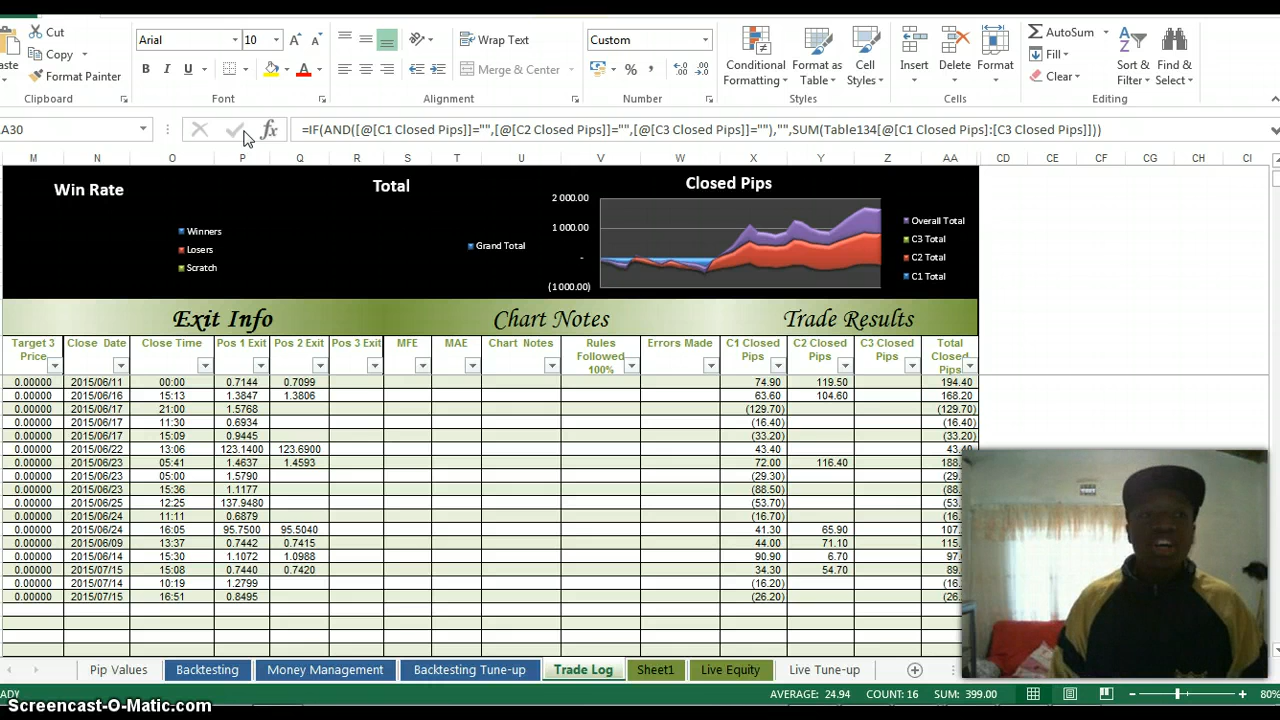 Cut
Arial 10
Wrap Text
Custom
AutoSum
Copy
Fill
Format Painter
B I U A
Merge & Center
% ,
Conditional Formatting
Format as Table
Cell Styles
Insert
Delete
Format
Clear
Sort & Filter
Find & Select
Clipboard
Font
Alignment
Number
Styles
Cells
Editing
A30
fx
=IF(AND([@[C1 Closed Pips]]="",[@[C2 Closed Pips]]="",[@[C3 Closed Pips]]=""),"",SUM(Table134[@[C1 Closed Pips]:[C3 Closed Pips]]))
M N O P Q R S T U V W X Y Z AA CD CE CF CG CH CI
Win Rate
Winners
Losers
Scratch
Total
Grand Total
Closed Pips
2 000.00
1 000.00
-
(1 000.00)
Overall Total
C3 Total
C2 Total
C1 Total
Exit Info
Chart Notes
Trade Results
Target 3 Price
Close Date
Close Time
Pos 1 Exit
Pos 2 Exit
Pos 3 Exit
MFE
MAE
Chart Notes
Rules Followed 100%
Errors Made
C1 Closed Pips
C2 Closed Pips
C3 Closed Pips
Total Closed Pips
0.00000 2015/06/11 00:00 0.7144 0.7099 74.90 119.50 194.40
0.00000 2015/06/16 15:13 1.3847 1.3806 63.60 104.60 168.20
0.00000 2015/06/17 21:00 1.5768 (129.70) (129.70)
0.00000 2015/06/17 11:30 0.6934 (16.40) (16.40)
0.00000 2015/06/17 15:09 0.9445 (33.20) (33.20)
0.00000 2015/06/22 13:06 123.1400 123.6900 43.40 43.40
0.00000 2015/06/23 05:41 1.4637 1.4593 72.00 116.40 188.
0.00000 2015/06/23 05:00 1.5790 (29.30) (29.
0.00000 2015/06/23 15:36 1.1177 (88.50) (88.
0.00000 2015/06/25 12:25 137.9480 (53.70) (53.
0.00000 2015/06/24 11:11 0.6879 (16.70) (16.
0.00000 2015/06/24 16:05 95.7500 95.5040 41.30 65.90 107.
0.00000 2015/06/09 13:37 0.7442 0.7415 44.00 71.10 115.
0.00000 2015/06/14 15:30 1.1072 1.0988 90.90 6.70 97.
0.00000 2015/07/15 15:08 0.7440 0.7420 34.30 54.70 89.
0.00000 2015/07/14 10:19 1.2799 (16.20) (16.
0.00000 2015/07/15 16:51 0.8495 (26.20) (26.
Pip Values
Backtesting
Money Management
Backtesting Tune-up
Trade Log
Sheet1
Live Equity
Live Tune-up
ADY
AVERAGE: 24.94 COUNT: 16 SUM: 399.00
80%
Screencast-O-Matic.com